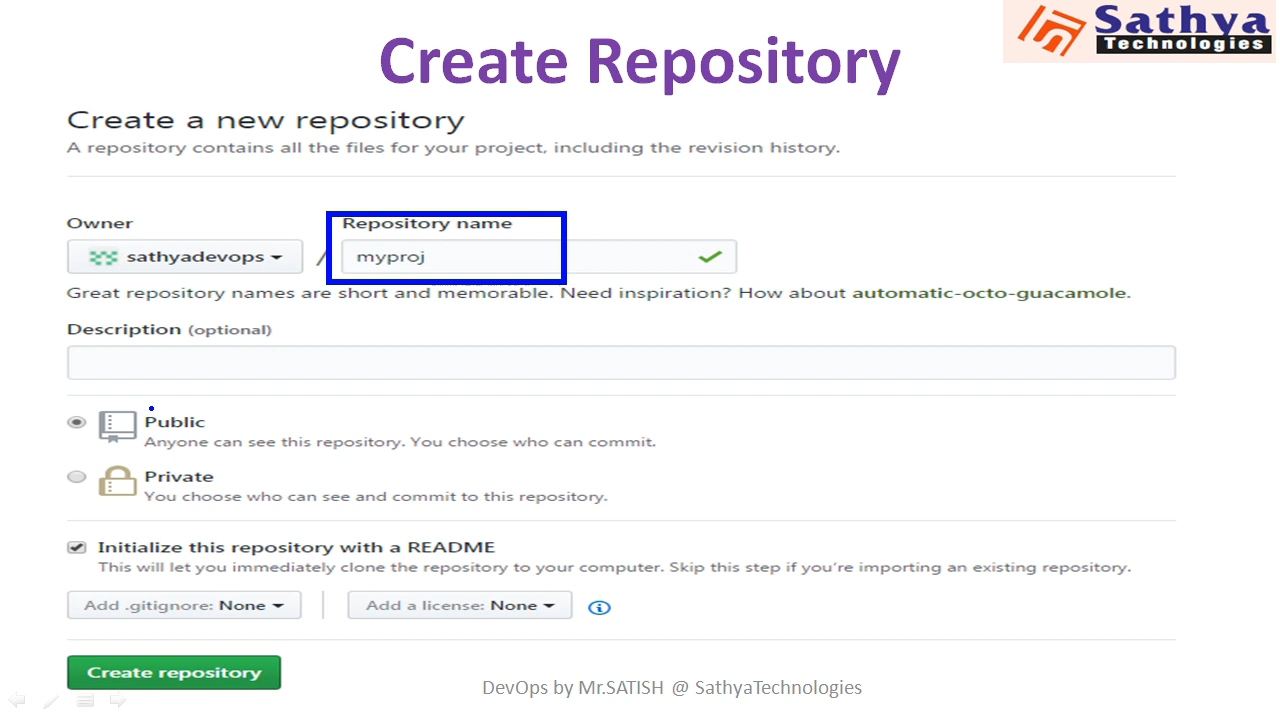 Sathya
Technologies
Create Repository
Create a new repository
A repository contains all the files for your project, including the revision history.
Owner
Repository name
sathyadevops / myproj
Great repository names are short and memorable. Need inspiration? How about automatic-octo-guacamole.
Description (optional)
Public
Anyone can see this repository. You choose who can commit.
Private
You choose who can see and commit to this repository.
Initialize this repository with a README
This will let you immediately clone the repository to your computer. Skip this step if you're importing an existing repository.
Add .gitignore: None
Add a license: None
Create repository
DevOps by Mr.SATISH @ SathyaTechnologies